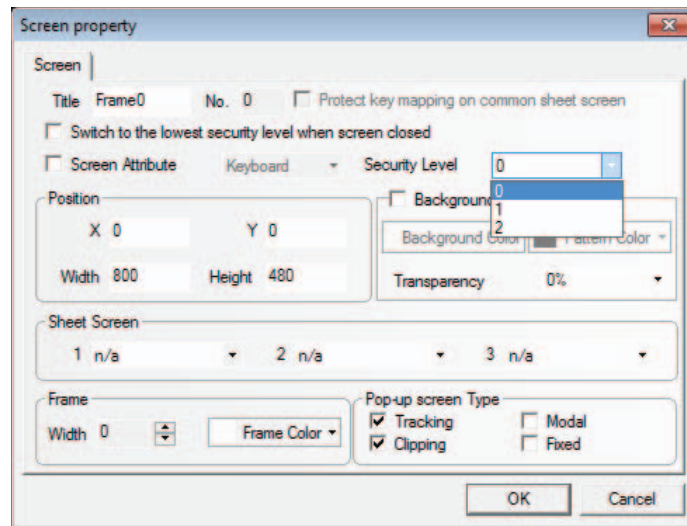 Screen property
Screen
Title Frame0 No. 0 Protect key mapping on common sheet screen
Switch to the lowest security level when screen closed
Screen Attribute Keyboard Security Level 0
0
1
2
Position
X 0 Y 0
Width 800 Height 480
Background
Background Color Pattern Color
Transparency 0%
Sheet Screen
1 n/a 2 n/a 3 n/a
Frame
Width 0 Frame Color
Pop-up screen Type
Tracking Modal
Clipping Fixed
OK Cancel